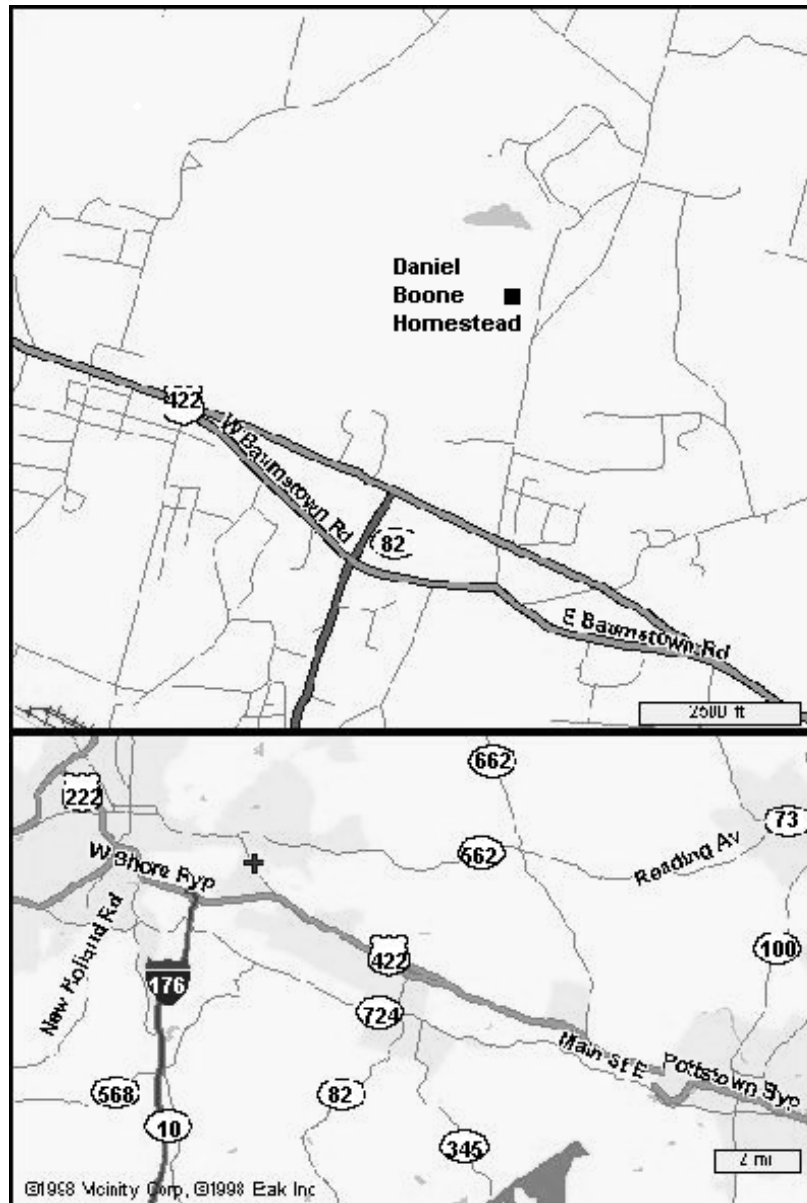 Daniel
Boone
Homestead
422
W Baumstown Rd
82
E Baumstown Rd
2500 ft
662
222
73
562
Reading Av
W Shore Byp
New Holland Rd
100
422
176
724
Main St E
Pottstown Byp
568
82
10
345
2 mi
©1998 Vicinity Corp, ©1998 Etak Inc